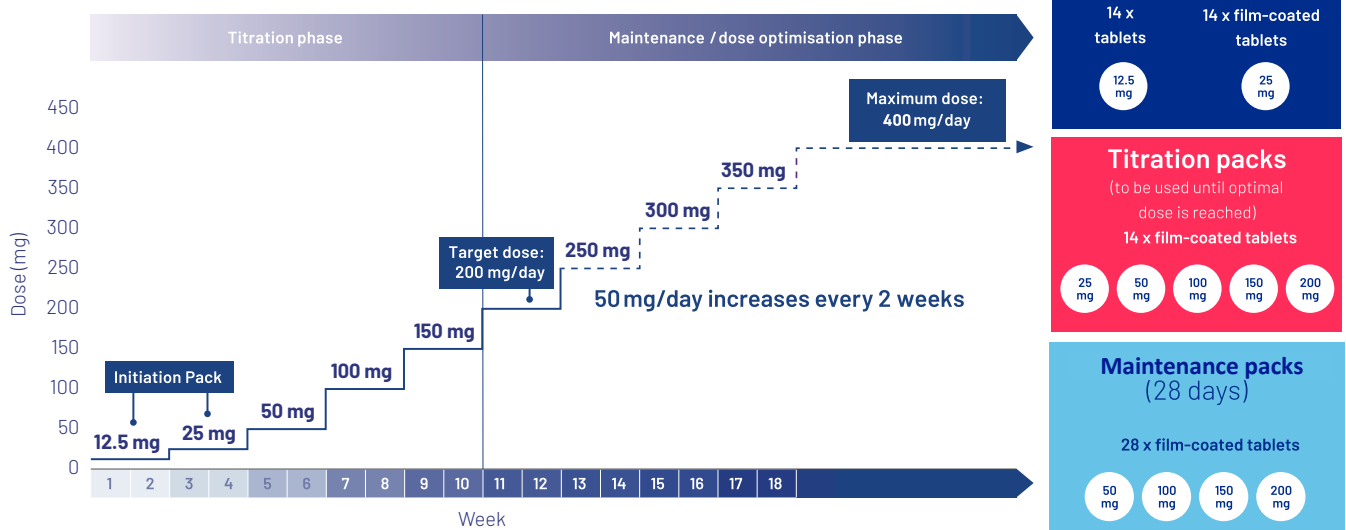 Titration phase
Maintenance / dose optimisation phase
450
400
350
300
250
200
150
100
50
0
Dose (mg)
Maximum dose:
400 mg/day
350 mg
300 mg
250 mg
Target dose:
200 mg/day
50 mg/day increases every 2 weeks
150 mg
100 mg
50 mg
Initiation Pack
12.5 mg
25 mg
1 2 3 4 5 6 7 8 9 10 11 12 13 14 15 16 17 18
Week
14 x
tablets
14 x film-coated
tablets
12.5
mg
25
mg
Titration packs
(to be used until optimal
dose is reached)
14 x film-coated tablets
25
mg
50
mg
100
mg
150
mg
200
mg
Maintenance packs
(28 days)
28 x film-coated tablets
50
mg
100
mg
150
mg
200
mg